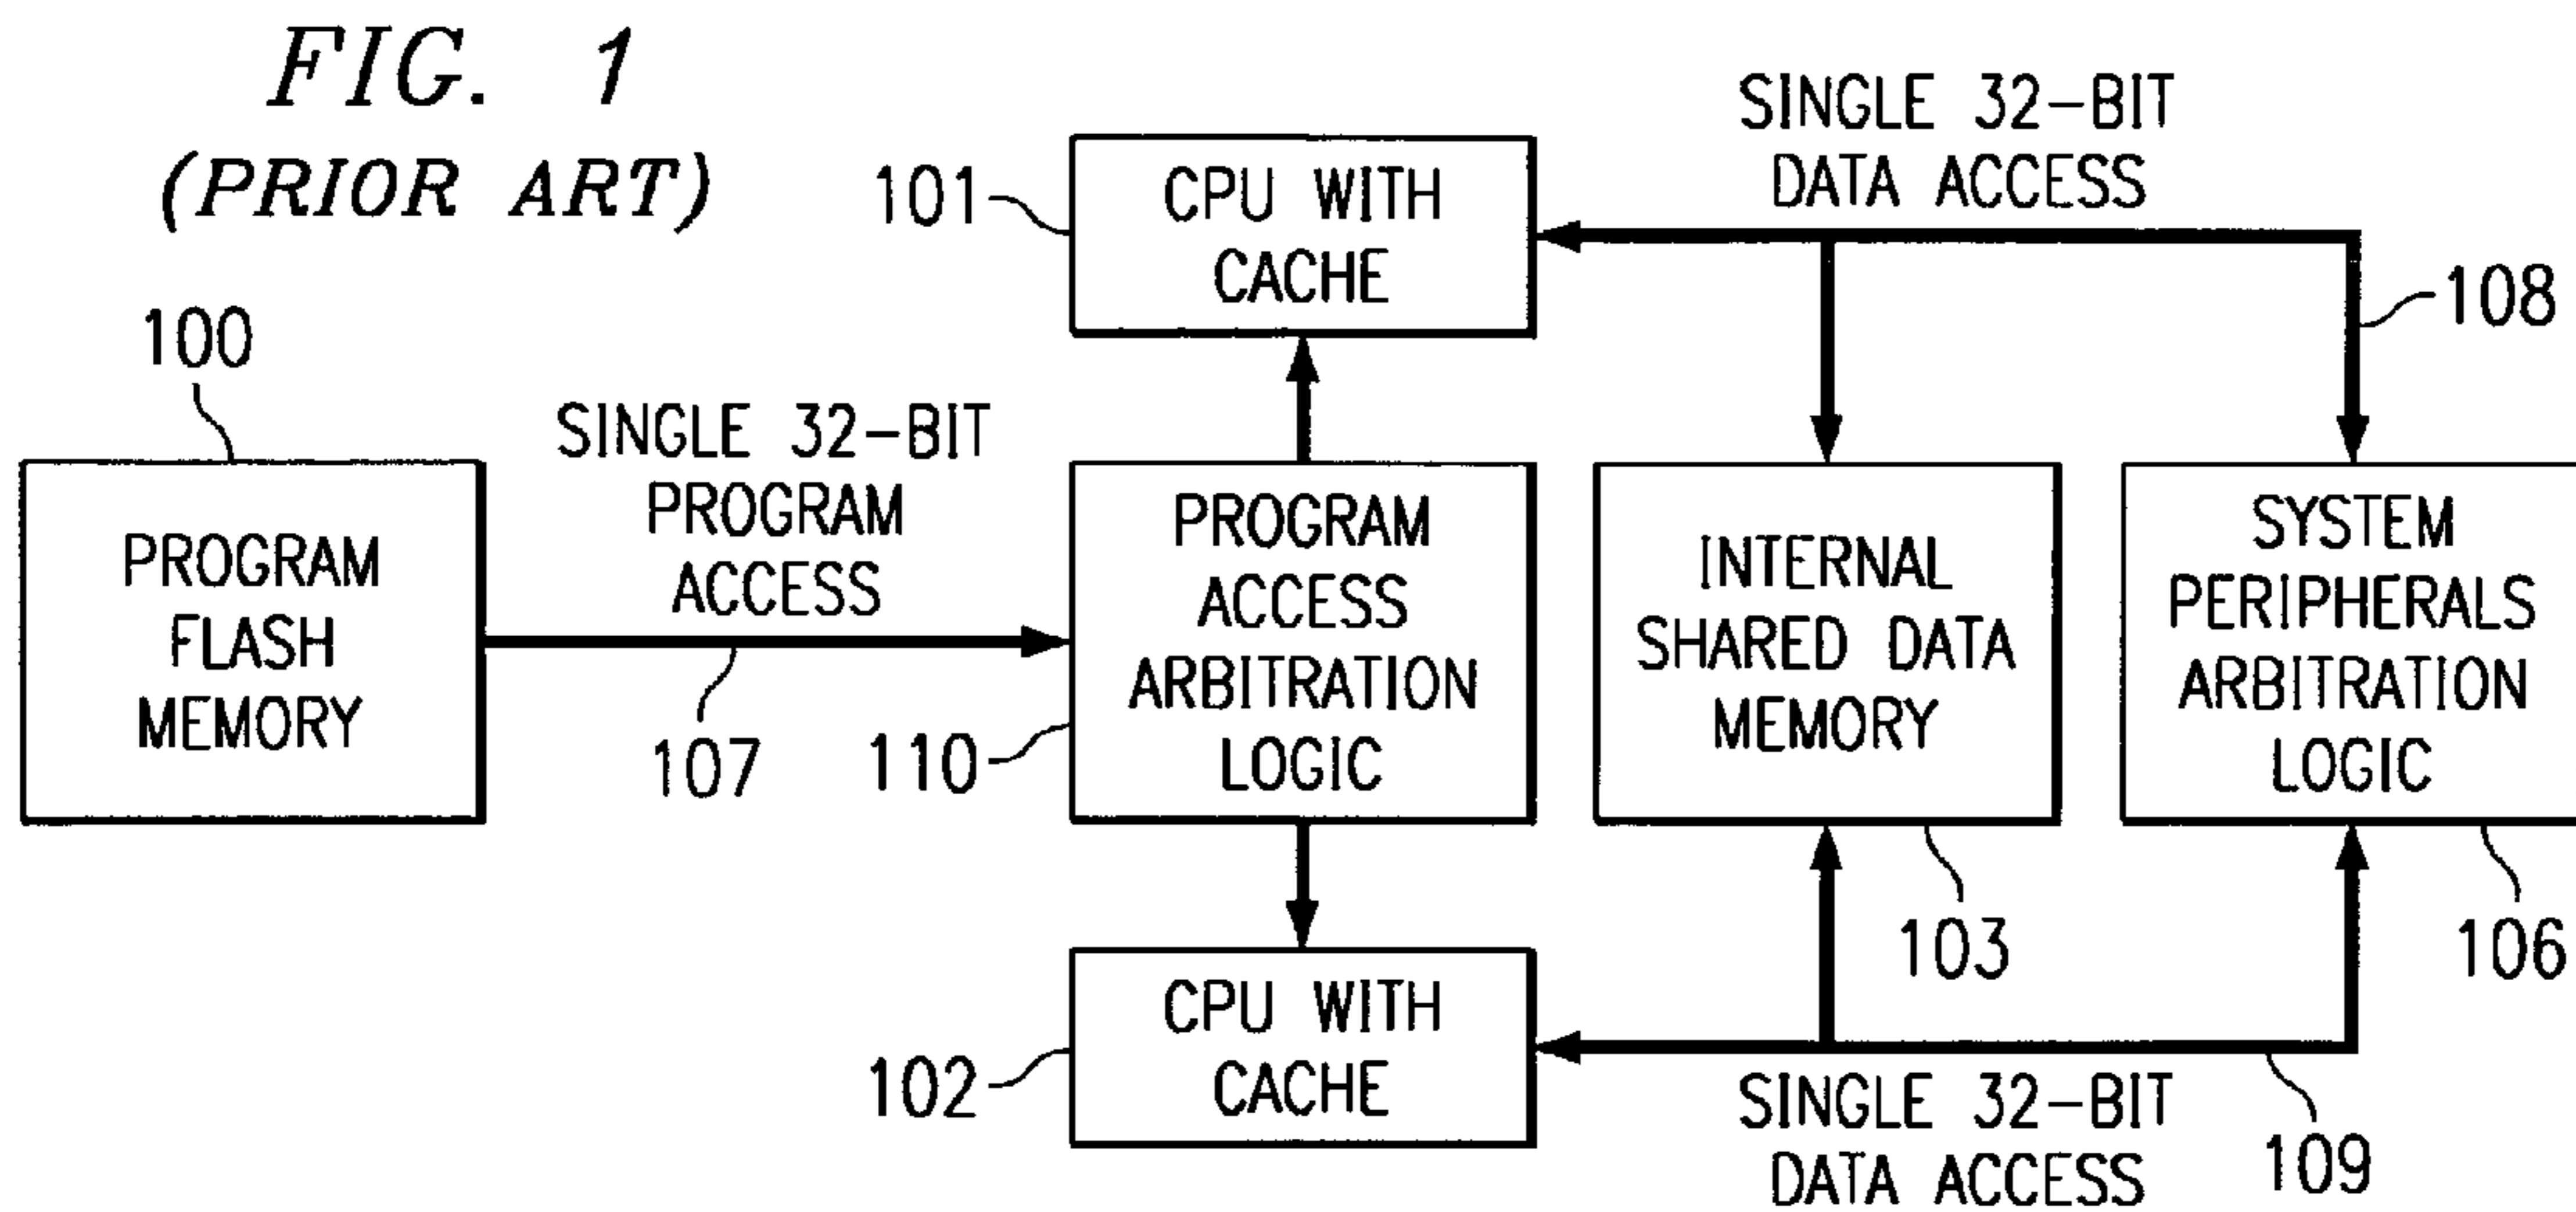 FIG. 1
(PRIOR ART)
100
PROGRAM
FLASH
MEMORY
SINGLE 32-BIT
PROGRAM
ACCESS
107
101
CPU WITH
CACHE
110
PROGRAM
ACCESS
ARBITRATION
LOGIC
102
CPU WITH
CACHE
SINGLE 32-BIT
DATA ACCESS
108
INTERNAL
SHARED DATA
MEMORY
103
SYSTEM
PERIPHERALS
ARBITRATION
LOGIC
106
SINGLE 32-BIT
DATA ACCESS
109